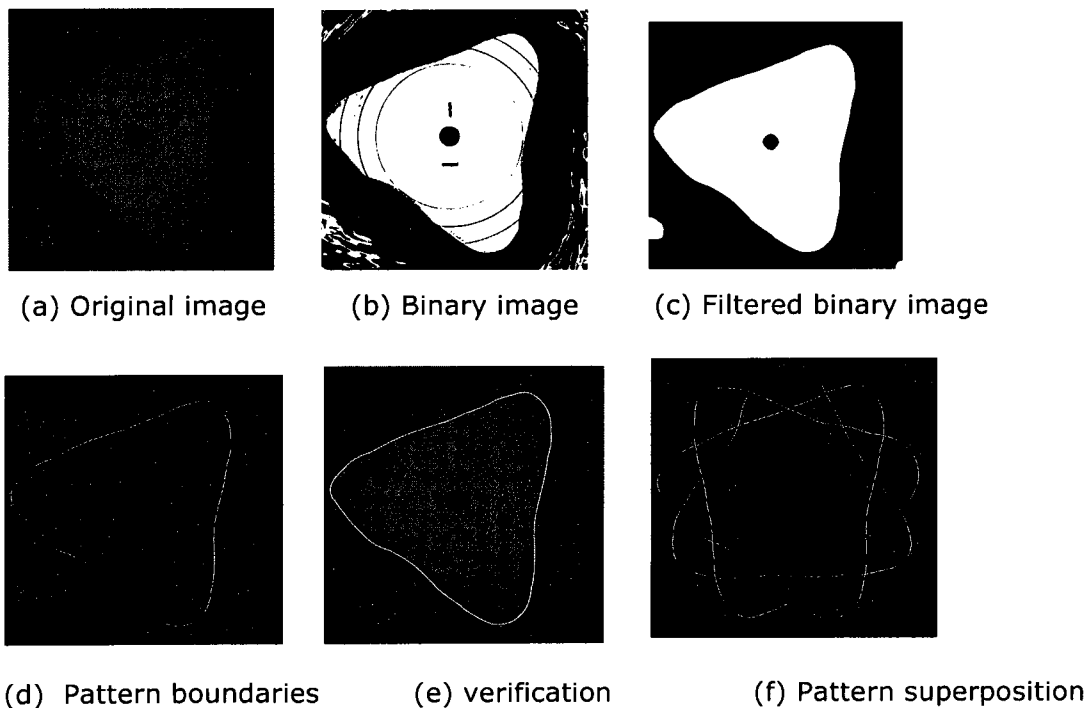 (a) Original image
(b) Binary image
(c) Filtered binary image
(d) Pattern boundaries
(e) verification
(f) Pattern superposition